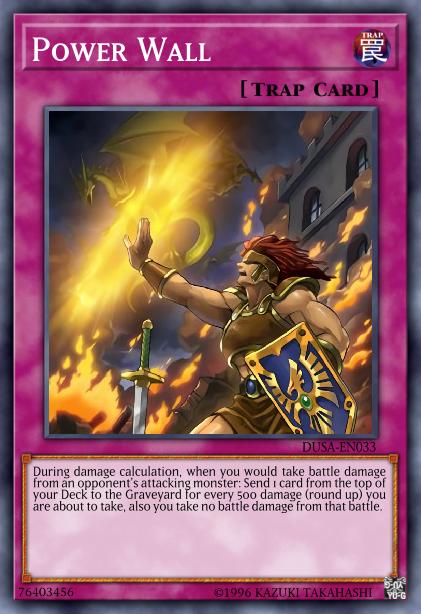 Power Wall
TRAP
罠
[Trap Card]
DUSA-EN033
During damage calculation, when you would take battle damage
from an opponent's attacking monster: Send 1 card from the top of
your Deck to the Graveyard for every 500 damage (round up) you
are about to take, also you take no battle damage from that battle.
76403456
©1996 KAZUKI TAKAHASHI